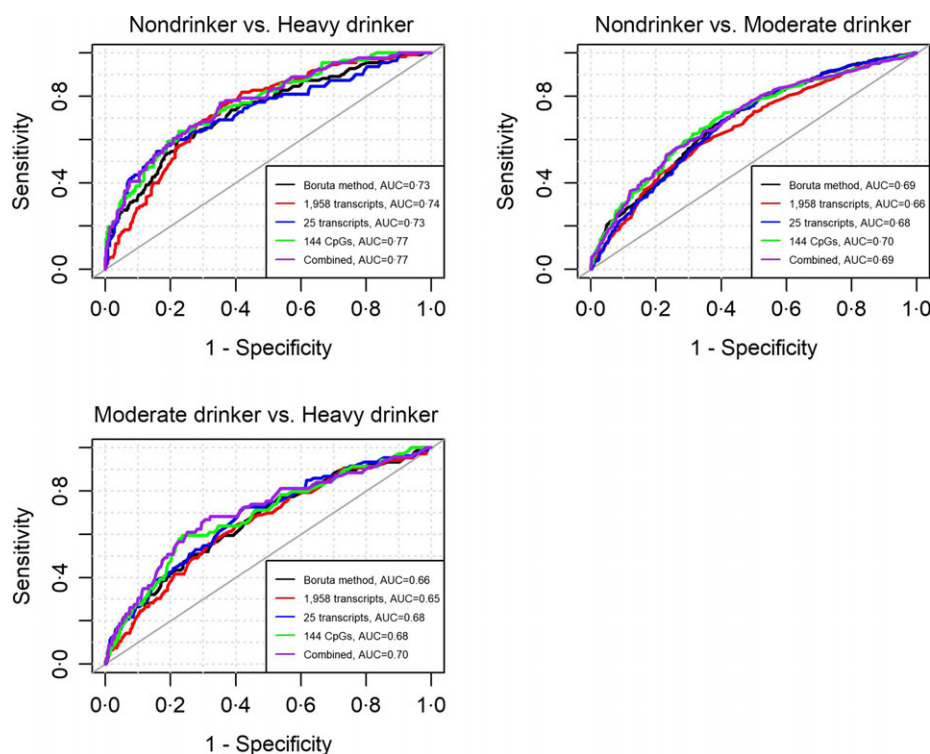 Nondrinker vs. Heavy drinker
Sensitivity
0·8
0·4
0·0
Boruta method, AUC=0·73
1,958 transcripts, AUC=0·74
25 transcripts, AUC=0·73
144 CpGs, AUC=0·77
Combined, AUC=0·77
0·0 0·2 0·4 0·6 0·8 1·0
1 - Specificity
Nondrinker vs. Moderate drinker
Sensitivity
0·8
0·4
0·0
Boruta method, AUC=0·69
1,958 transcripts, AUC=0·66
25 transcripts, AUC=0·68
144 CpGs, AUC=0·70
Combined, AUC=0·69
0·0 0·2 0·4 0·6 0·8 1·0
1 - Specificity
Moderate drinker vs. Heavy drinker
Sensitivity
0·8
0·4
0·0
Boruta method, AUC=0.66
1,958 transcripts, AUC=0.65
25 transcripts, AUC=0.68
144 CpGs, AUC=0.68
Combined, AUC=0.70
0·0 0·2 0·4 0·6 0·8 1·0
1 - Specificity